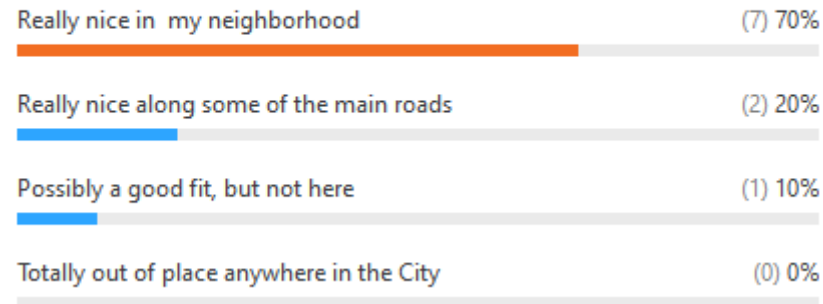 Really nice in  my neighborhood (7) 70%
Really nice along some of the main roads (2) 20%
Possibly a good fit, but not here (1) 10%
Totally out of place anywhere in the City (0) 0%